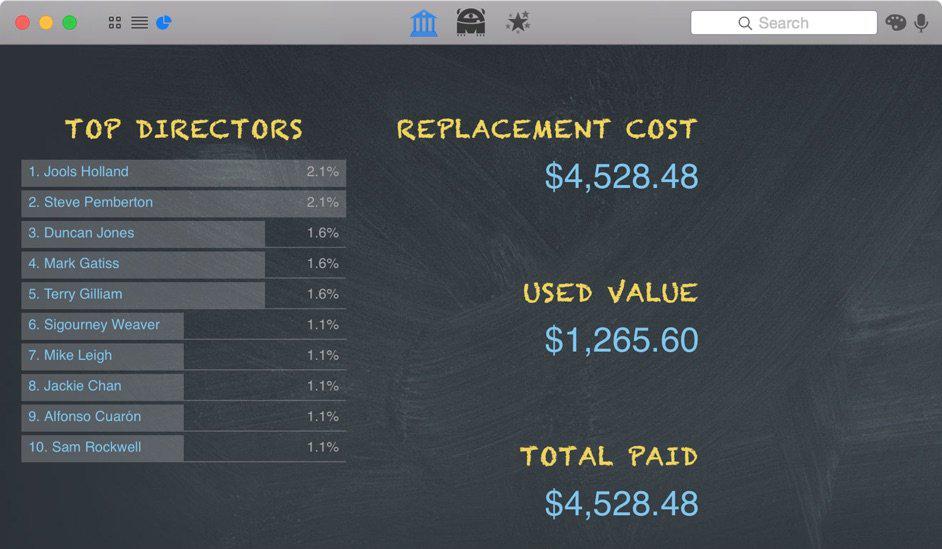 Search
TOP DIRECTORS
1. Jools Holland 2.1%
2. Steve Pemberton 2.1%
3. Duncan Jones 1.6%
4. Mark Gatiss 1.6%
5. Terry Gilliam 1.6%
6. Sigourney Weaver 1.1%
7. Mike Leigh 1.1%
8. Jackie Chan 1.1%
9. Alfonso Cuarón 1.1%
10. Sam Rockwell 1.1%
REPLACEMENT COST
$4,528.48
USED VALUE
$1,265.60
TOTAL PAID
$4,528.48